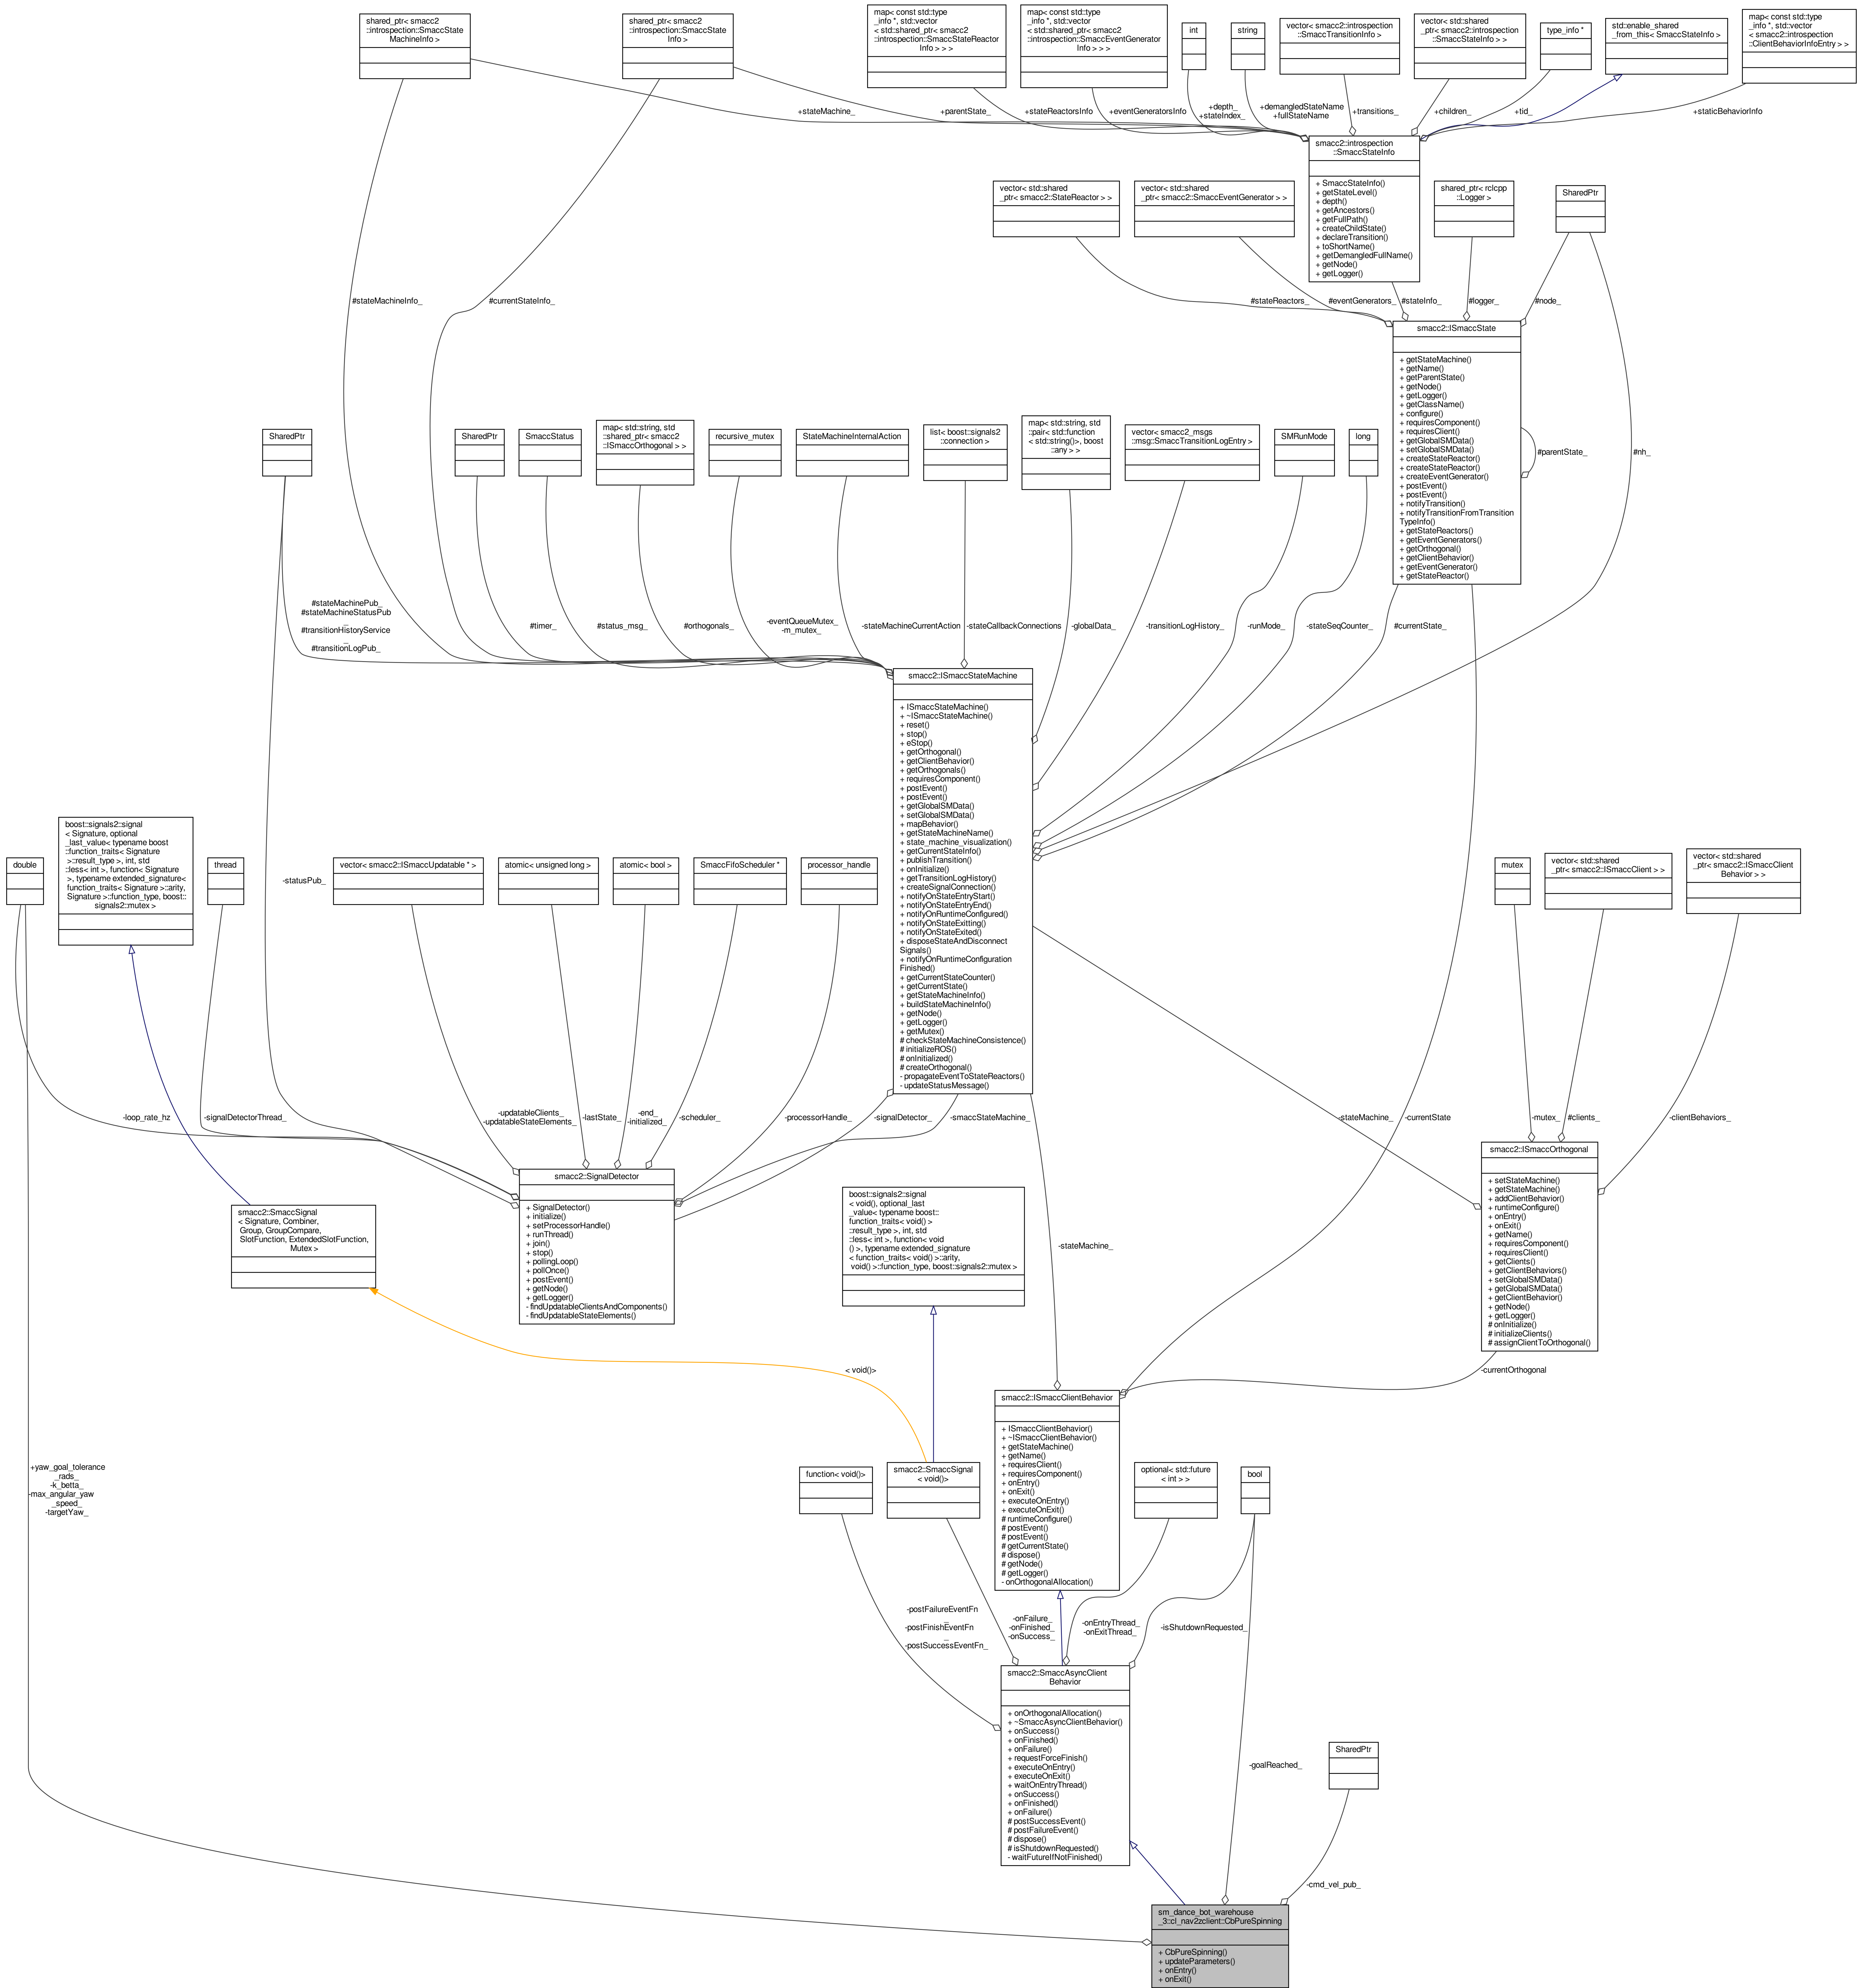 shared_ptr< smacc2
::introspection::SmaccState
MachineInfo >
shared_ptr< smacc2
::introspection::SmaccState
Info >
map< const std::type
_info *, std::vector
< std::shared_ptr< smacc2
::introspection::SmaccStateReactor
Info > > >
map< const std::type
_info *, std::vector
< std::shared_ptr< smacc2
::introspection::SmaccEventGenerator
Info > > >
int
string
vector< smacc2::introspection
::SmaccTransitionInfo >
vector< std::shared
_ptr< smacc2::introspection
::SmaccStateInfo > >
type_info *
std::enable_shared
_from_this< SmaccStateInfo >
map< const std::type
_info *, std::vector
< smacc2::introspection
::ClientBehaviorInfoEntry > >
+stateMachine_
+parentState_
+stateReactorsInfo
+eventGeneratorsInfo
+depth_
+stateIndex_
+demangledStateName
+fullStateName
+transitions_
+children_
+tid_
+staticBehaviorInfo
smacc2::introspection
::SmaccStateInfo
+ SmaccStateInfo()
+ getStateLevel()
+ depth()
+ getAncestors()
+ getFullPath()
+ createChildState()
+ declareTransition()
+ toShortName()
+ getDemangledFullName()
+ getNode()
+ getLogger()
vector< std::shared
_ptr< smacc2::StateReactor > >
vector< std::shared
_ptr< smacc2::SmaccEventGenerator > >
shared_ptr< rclcpp
::Logger >
SharedPtr
#stateMachineInfo_
#currentStateInfo_
#stateReactors_
#eventGenerators_
#stateInfo_
#logger_
#node_
smacc2::ISmaccState
+ getStateMachine()
+ getName()
+ getParentState()
+ getNode()
+ getLogger()
+ getClassName()
+ configure()
+ requiresComponent()
+ requiresClient()
+ getGlobalSMData()
+ setGlobalSMData()
+ createStateReactor()
+ createStateReactor()
+ createEventGenerator()
+ postEvent()
+ postEvent()
+ notifyTransition()
+ notifyTransitionFromTransition
TypeInfo()
+ getStateReactors()
+ getEventGenerators()
+ getOrthogonal()
+ getClientBehavior()
+ getEventGenerator()
+ getStateReactor()
#parentState_
#nh_
SharedPtr
SharedPtr
SmaccStatus
map< std::string, std
::shared_ptr< smacc2
::ISmaccOrthogonal > >
recursive_mutex
StateMachineInternalAction
list< boost::signals2
::connection >
map< std::string, std
::pair< std::function
< std::string()>, boost
::any > >
vector< smacc2_msgs
::msg::SmaccTransitionLogEntry >
SMRunMode
long
#stateMachinePub_
#stateMachineStatusPub
_
#transitionHistoryService
_
#transitionLogPub_
#timer_
#status_msg_
#orthogonals_
-eventQueueMutex_
-m_mutex_
-stateMachineCurrentAction
-stateCallbackConnections
-globalData_
-transitionLogHistory_
-runMode_
-stateSeqCounter_
#currentState_
smacc2::ISmaccStateMachine
+ ISmaccStateMachine()
+ ~ISmaccStateMachine()
+ reset()
+ stop()
+ eStop()
+ getOrthogonal()
+ getClientBehavior()
+ getOrthogonals()
+ requiresComponent()
+ postEvent()
+ postEvent()
+ getGlobalSMData()
+ setGlobalSMData()
+ mapBehavior()
+ getStateMachineName()
+ state_machine_visualization()
+ getCurrentStateInfo()
+ publishTransition()
+ onInitialize()
+ getTransitionLogHistory()
+ createSignalConnection()
+ notifyOnStateEntryStart()
+ notifyOnStateEntryEnd()
+ notifyOnRuntimeConfigured()
+ notifyOnStateExitting()
+ notifyOnStateExited()
+ disposeStateAndDisconnect
Signals()
+ notifyOnRuntimeConfiguration
Finished()
+ getCurrentStateCounter()
+ getCurrentState()
+ getStateMachineInfo()
+ buildStateMachineInfo()
+ getNode()
+ getLogger()
+ getMutex()
# checkStateMachineConsistence()
# initializeROS()
# onInitialized()
# createOrthogonal()
- propagateEventToStateReactors()
- updateStatusMessage()
double
boost::signals2::signal
< Signature, optional
_last_value< typename boost
::function_traits< Signature
>::result_type >, int, std
::less< int >, function< Signature
>, typename extended_signature<
function_traits< Signature >::arity,
Signature >::function_type, boost::
signals2::mutex >
thread
-statusPub_
vector< smacc2::ISmaccUpdatable * >
atomic< unsigned long >
atomic< bool >
SmaccFifoScheduler *
processor_handle
mutex
vector< std::shared
_ptr< smacc2::ISmaccClient > >
vector< std::shared
_ptr< smacc2::ISmaccClient
Behavior > >
-loop_rate_hz
-signalDetectorThread_
-updatableClients_
-updatableStateElements_
-lastState_
-end_
-initialized_
-scheduler_
-processorHandle_
-signalDetector_
-smaccStateMachine_
-stateMachine_
-currentState
-mutex_
#clients_
-clientBehaviors_
smacc2::SignalDetector
+ SignalDetector()
+ initialize()
+ setProcessorHandle()
+ runThread()
+ join()
+ stop()
+ pollingLoop()
+ pollOnce()
+ postEvent()
+ getNode()
+ getLogger()
- findUpdatableClientsAndComponents()
- findUpdatableStateElements()
smacc2::ISmaccOrthogonal
+ setStateMachine()
+ getStateMachine()
+ addClientBehavior()
+ runtimeConfigure()
+ onEntry()
+ onExit()
+ getName()
+ requiresComponent()
+ requiresClient()
+ getClients()
+ getClientBehaviors()
+ setGlobalSMData()
+ getGlobalSMData()
+ getClientBehavior()
+ getNode()
+ getLogger()
# onInitialize()
# initializeClients()
# assignClientToOrthogonal()
smacc2::SmaccSignal
< Signature, Combiner,
Group, GroupCompare,
SlotFunction, ExtendedSlotFunction,
Mutex >
boost::signals2::signal
< void(), optional_last
_value< typename boost::
function_traits< void() >
::result_type >, int, std
::less< int >, function< void
() >, typename extended_signature
< function_traits< void() >::arity,
void() >::function_type, boost::signals2::mutex >
-stateMachine_
< void()>
-currentOrthogonal
smacc2::ISmaccClientBehavior
+ ISmaccClientBehavior()
+ ~ISmaccClientBehavior()
+ getStateMachine()
+ getName()
+ requiresClient()
+ requiresComponent()
+ onEntry()
+ onExit()
+ executeOnEntry()
+ executeOnExit()
# runtimeConfigure()
# postEvent()
# postEvent()
# getCurrentState()
# dispose()
# getNode()
# getLogger()
- onOrthogonalAllocation()
+yaw_goal_tolerance
_rads_
-k_betta_
-max_angular_yaw
_speed_
-targetYaw_
function< void()>
smacc2::SmaccSignal
< void()>
optional< std::future
< int > >
bool
-postFailureEventFn
_
-postFinishEventFn
_
-postSuccessEventFn_
-onFailure_
-onFinished_
-onSuccess_
-onEntryThread_
-onExitThread_
-isShutdownRequested_
smacc2::SmaccAsyncClient
Behavior
+ onOrthogonalAllocation()
+ ~SmaccAsyncClientBehavior()
+ onSuccess()
+ onFinished()
+ onFailure()
+ requestForceFinish()
+ executeOnEntry()
+ executeOnExit()
+ waitOnEntryThread()
+ onSuccess()
+ onFinished()
+ onFailure()
# postSuccessEvent()
# postFailureEvent()
# dispose()
# isShutdownRequested()
- waitFutureIfNotFinished()
-goalReached_
SharedPtr
-cmd_vel_pub_
sm_dance_bot_warehouse
_3::cl_nav2zclient::CbPureSpinning
+ CbPureSpinning()
+ updateParameters()
+ onEntry()
+ onExit()